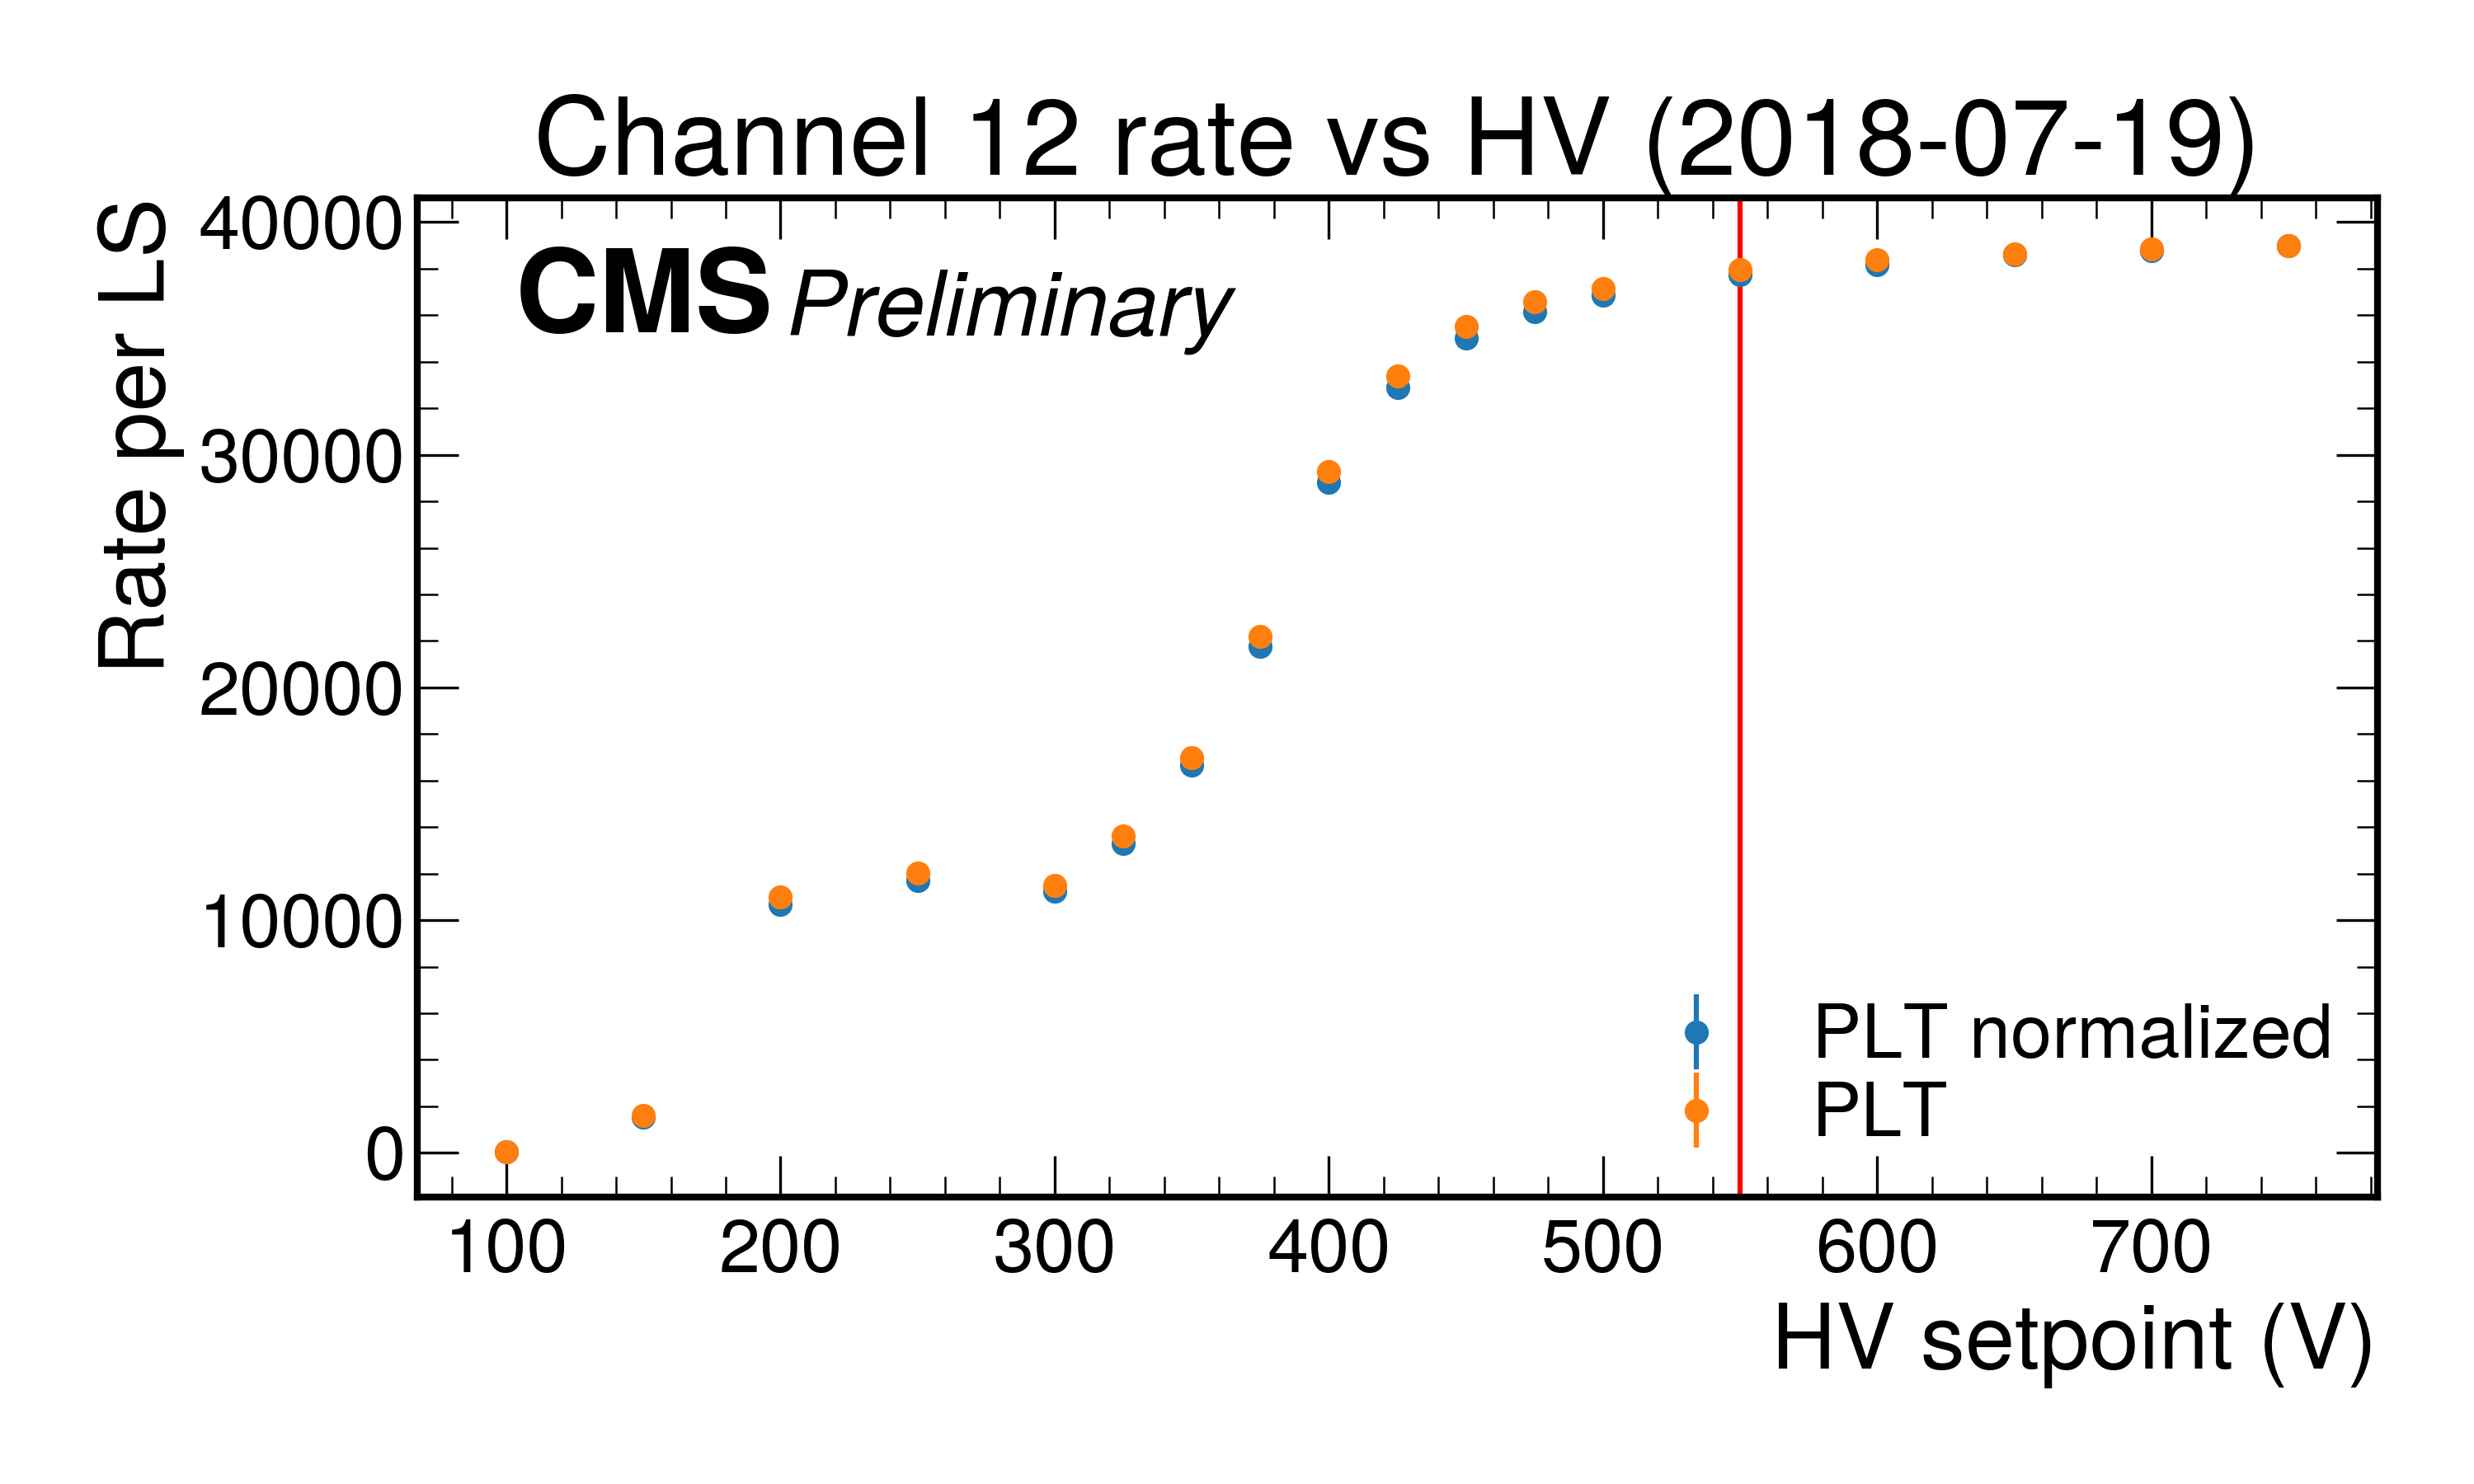 Channel 12 rate vs HV (2018-07-19)
CMS Preliminary
Rate per LS
40000
30000
20000
10000
0
PLT normalized
PLT
100 200 300 400 500 600 700
HV setpoint (V)